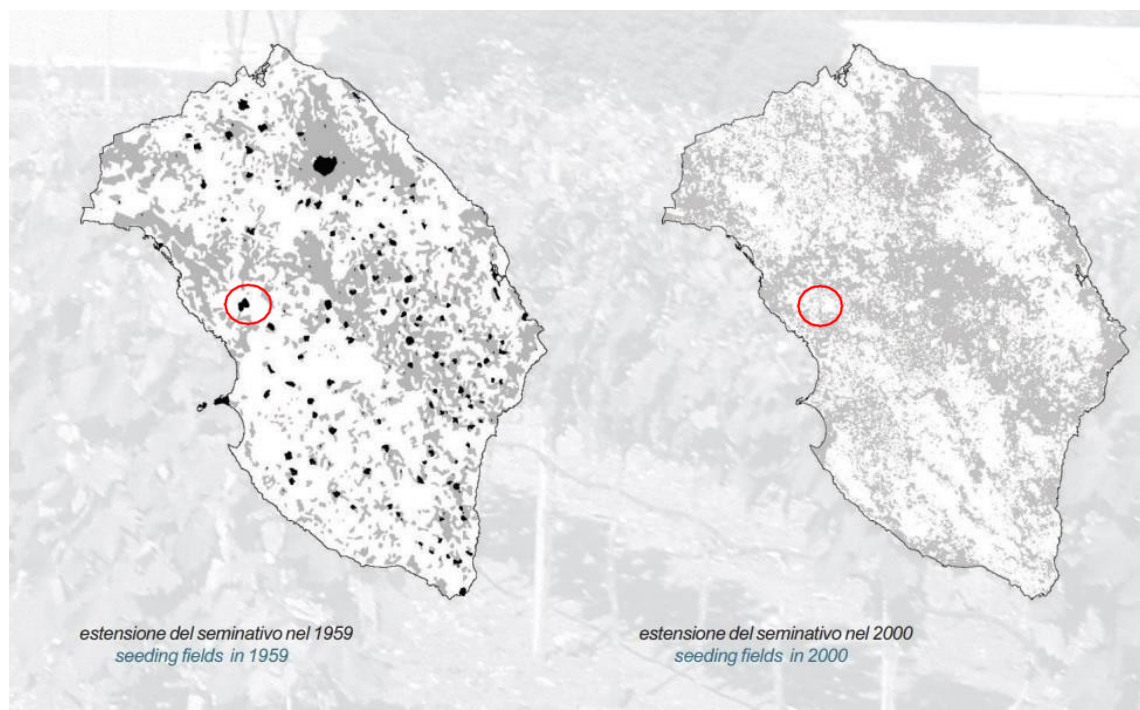 estensione del seminativo nel 1959
seeding fields in 1959
estensione del seminativo nel 2000
seeding fields in 2000